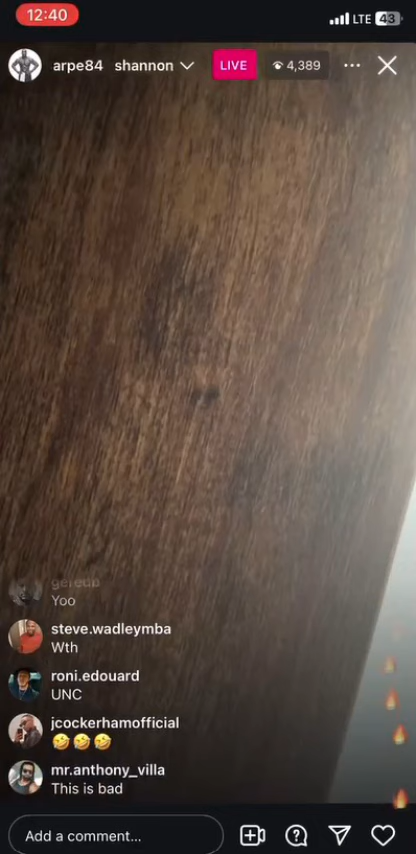 12:40
LTE 43
arpe84 shannon
LIVE
4,389
Yoo
steve.wadleymba
Wth
roni.edouard
UNC
jcockerhamofficial
🤣🤣🤣
mr.anthony_villa
This is bad
Add a comment...